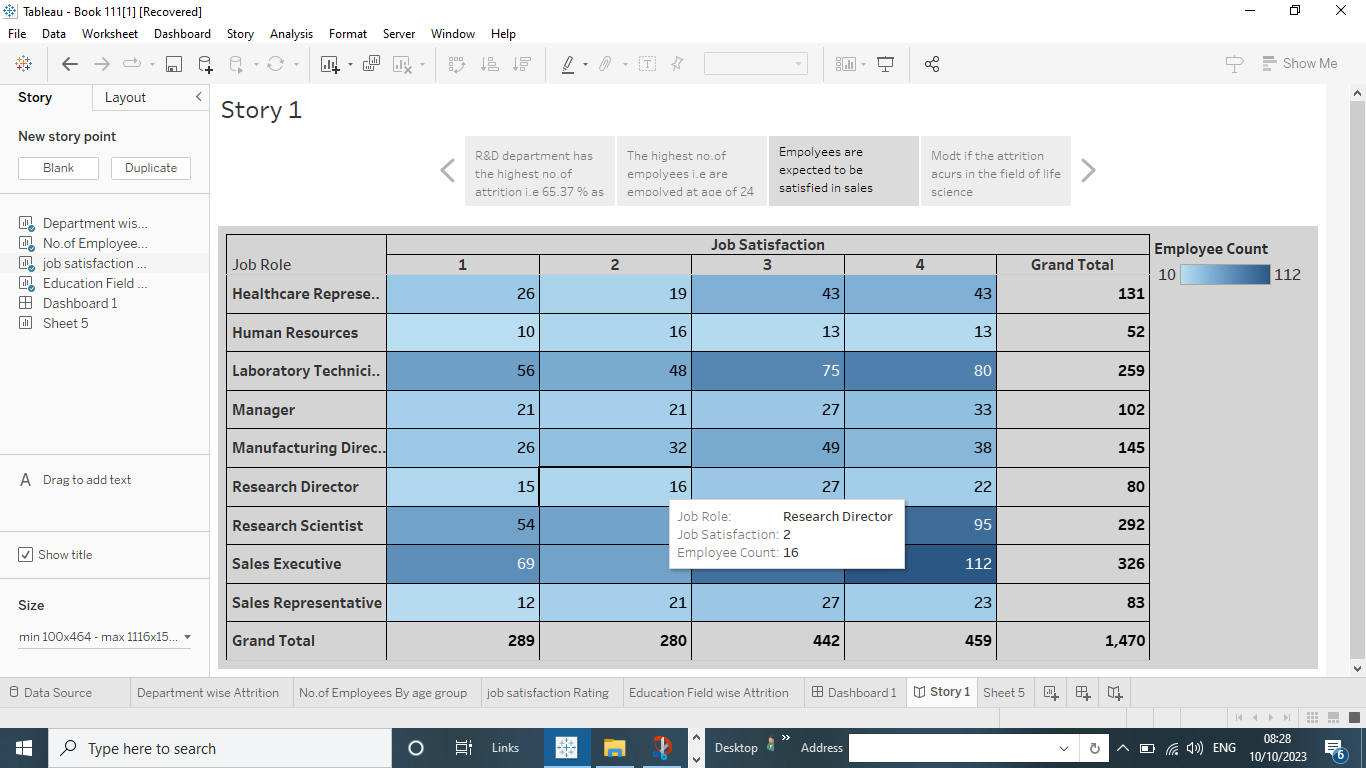 Tableau - Book 111[1] [Recovered]
File Data Worksheet Dashboard Story Analysis Format Server Window Help
Show Me
Story Layout
New story point
Blank Duplicate
Department wis...
No.of Employee...
job satisfaction ...
Education Field ...
Dashboard 1
Sheet 5
A Drag to add text
Show title
Size
min 100x464 - max 1116x15...
Story 1
R&D department has
the highest no.of
attrition i.e 65.37 % as
The highest no.of
empolyees i.e are
empolyed at age of 24
Empolyees are
expected to be
satisfied in sales
Modt if the attrition
acurs in the field of life
science
Job Satisfaction
Job Role 1 2 3 4 Grand Total
Healthcare Represe.. 26 19 43 43 131
Human Resources 10 16 13 13 52
Laboratory Technici.. 56 48 75 80 259
Manager 21 21 27 33 102
Manufacturing Direc.. 26 32 49 38 145
Research Director 15 16 27 22 80
Research Scientist 54 95 292
Sales Executive 69 112 326
Sales Representative 12 21 27 23 83
Grand Total 289 280 442 459 1,470
Job Role: Research Director
Job Satisfaction: 2
Employee Count: 16
Employee Count
10 112
Data Source Department wise Attrition No.of Employees By age group job satisfaction Rating Education Field wise Attrition Dashboard 1 Story 1 Sheet 5
Type here to search Links Desktop Address ENG 08:28
10/10/2023 6